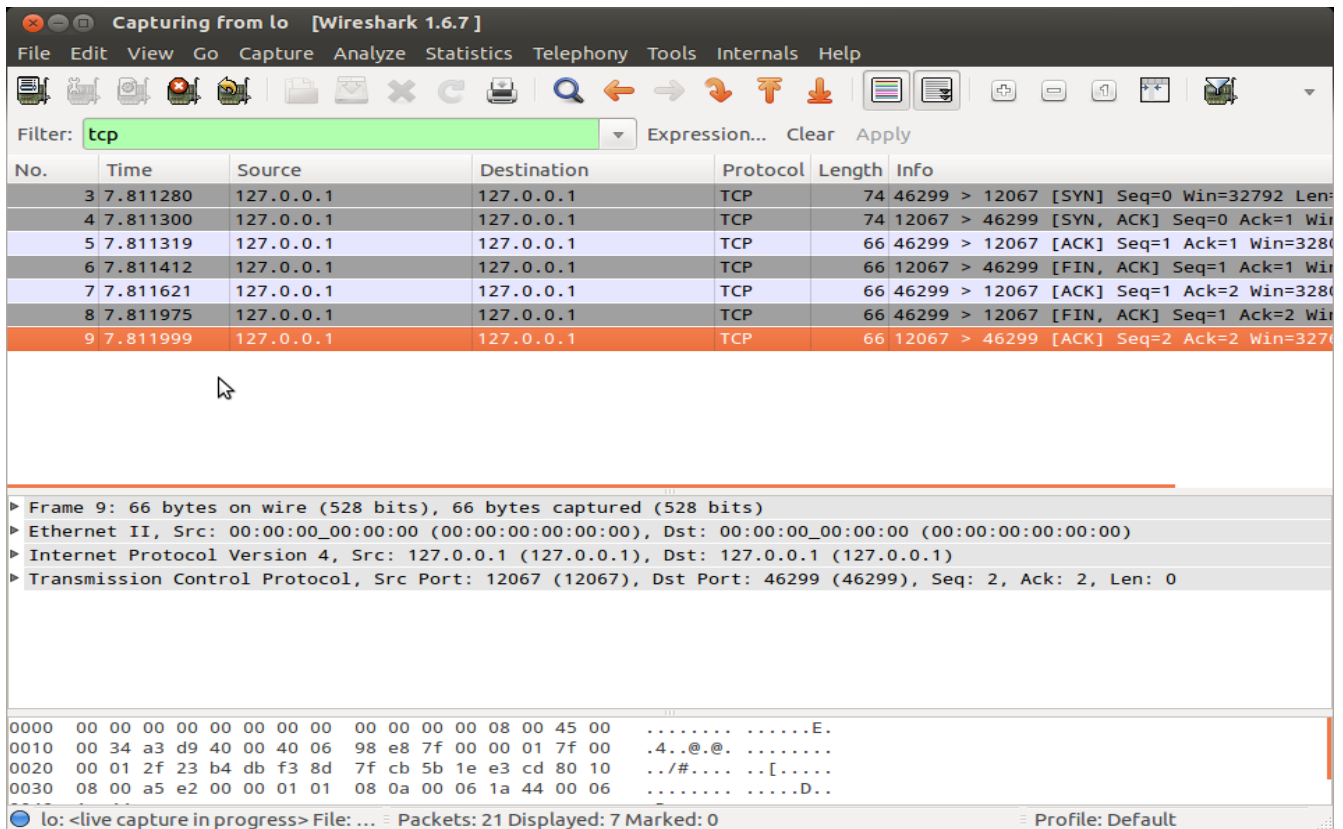 Capturing from lo [Wireshark 1.6.7 ]
File Edit View Go Capture Analyze Statistics Telephony Tools Internals Help
Filter: tcp Expression... Clear Apply
No. Time Source Destination Protocol Length Info
3 7.811280 127.0.0.1 127.0.0.1 TCP 74 46299 > 12067 [SYN] Seq=0 Win=32792 Len=
4 7.811300 127.0.0.1 127.0.0.1 TCP 74 12067 > 46299 [SYN, ACK] Seq=0 Ack=1 Wi
5 7.811319 127.0.0.1 127.0.0.1 TCP 66 46299 > 12067 [ACK] Seq=1 Ack=1 Win=3280
6 7.811412 127.0.0.1 127.0.0.1 TCP 66 12067 > 46299 [FIN, ACK] Seq=1 Ack=1 Wi
7 7.811621 127.0.0.1 127.0.0.1 TCP 66 46299 > 12067 [ACK] Seq=1 Ack=2 Win=3280
8 7.811975 127.0.0.1 127.0.0.1 TCP 66 46299 > 12067 [FIN, ACK] Seq=1 Ack=2 Wi
9 7.811999 127.0.0.1 127.0.0.1 TCP 66 12067 > 46299 [ACK] Seq=2 Ack=2 Win=3276
Frame 9: 66 bytes on wire (528 bits), 66 bytes captured (528 bits)
Ethernet II, Src: 00:00:00_00:00:00 (00:00:00:00:00:00), Dst: 00:00:00_00:00:00 (00:00:00:00:00:00)
Internet Protocol Version 4, Src: 127.0.0.1 (127.0.0.1), Dst: 127.0.0.1 (127.0.0.1)
Transmission Control Protocol, Src Port: 12067 (12067), Dst Port: 46299 (46299), Seq: 2, Ack: 2, Len: 0
0000 00 00 00 00 00 00 00 00 00 00 00 00 08 00 45 00 ........ ......E.
0010 00 34 a3 d9 40 00 40 06 98 e8 7f 00 00 01 7f 00 .4..@.@. ........
0020 00 01 2f 23 b4 db f3 8d 7f cb 5b 1e e3 cd 80 10 ../#.... ..[.....
0030 08 00 a5 e2 00 00 01 01 08 0a 00 06 1a 44 00 06 ........ .....D..
lo: <live capture in progress> File: ... Packets: 21 Displayed: 7 Marked: 0 Profile: Default